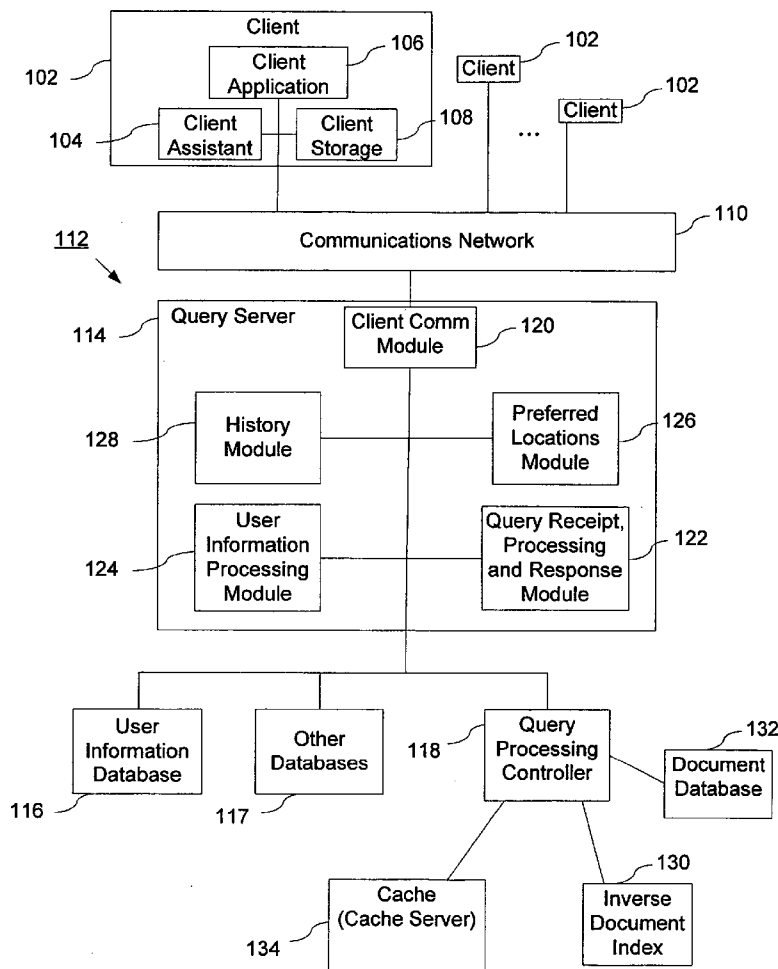 Client
102
106
Client
Application
104
Client
Assistant
108
Client
Storage
102
Client
102
Client
...
110
Communications Network
112
114
Query Server
Client Comm
Module
120
128
History
Module
Preferred
Locations
Module
126
124
User
Information
Processing
Module
Query Receipt,
Processing
and Response
Module
122
User
Information
Database
116
Other
Databases
117
118
Query
Processing
Controller
132
Document
Database
Cache
(Cache Server)
134
130
Inverse
Document
Index